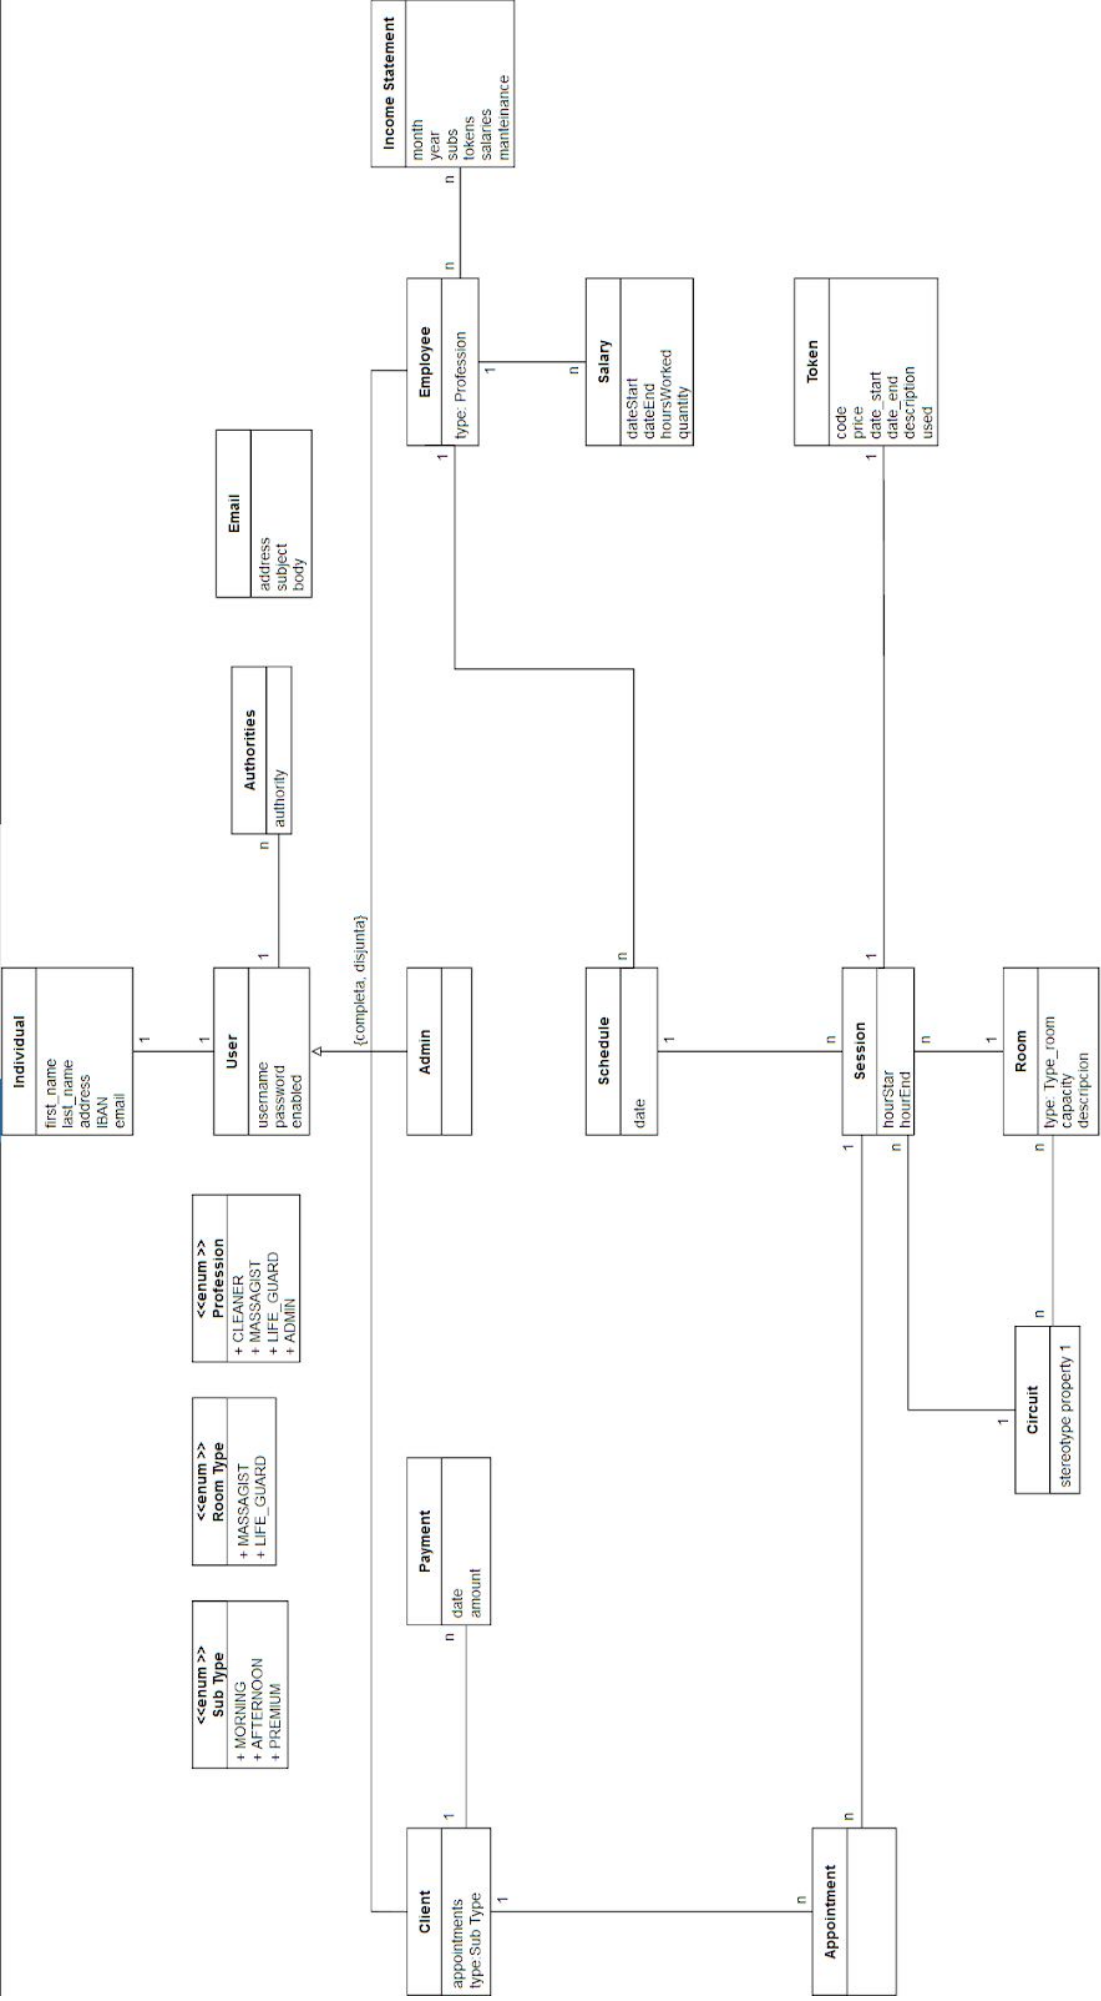 Individual
first_name
last_name
address
IBAN
email
1
1
User
username
password
enabled
1
n
Authorities
authority
Email
address
subject
body
<<enum >>
Sub Type
+ MORNING
+ AFTERNOON
+ PREMIUM
<<enum >>
Room Type
+ MASSAGIST
+ LIFE_GUARD
<<enum >>
Profession
+ CLEANER
+ MASSAGIST
+ LIFE_GUARD
+ ADMIN
{completa, disjunta}
Client
appointments
type:Sub Type
1
n
Payment
date
amount
Admin
Employee
type: Profession
n
n
Income Statement
month
year
subs
tokens
salaries
manteinance
1
1
n
Salary
dateStart
dateEnd
hoursWorked
quantity
1
n
Schedule
date
n
1
n
Appointment
n
1
Session
hourStar
hourEnd
1
1
Token
code
price
date_start
date_end
description
used
n
n
1
1
Circuit
stereotype property 1
n
n
Room
type: Type_room
capacity
descripcion